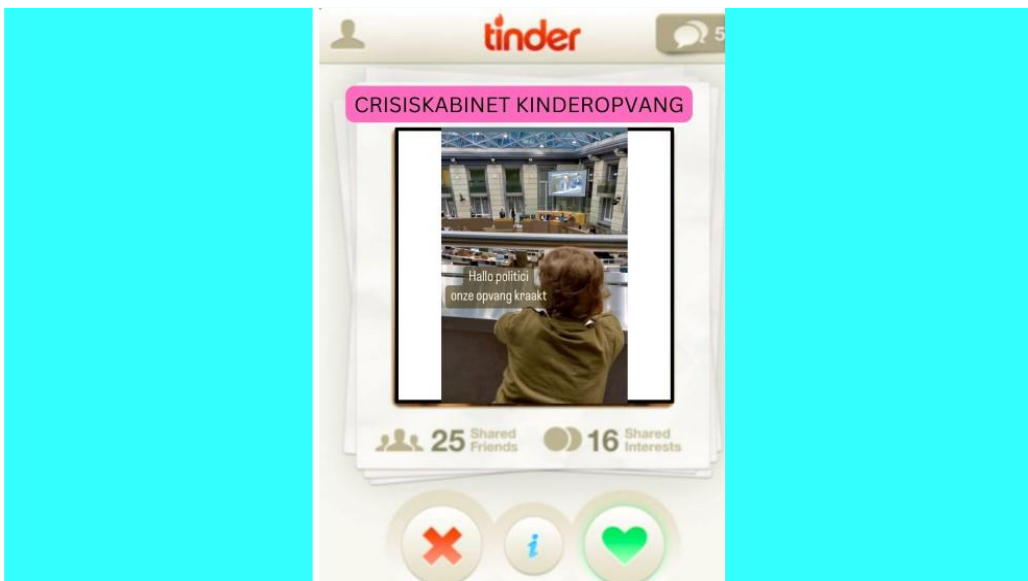 tinder
5
CRISISKABINET KINDEROPVANG
Hallo politici
onze opvang kraakt
25 Shared
Friends
16 Shared
Interests
i